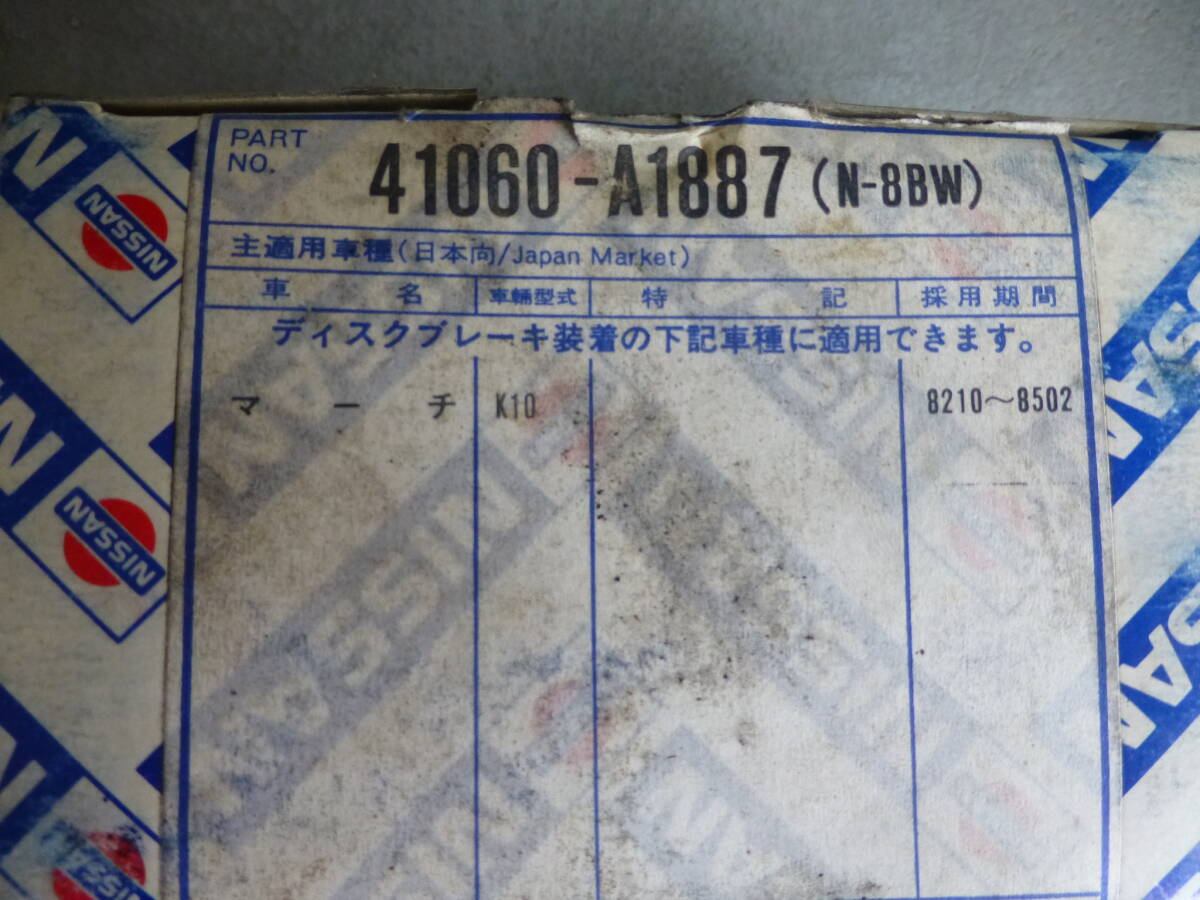 PART NO. 41060-A1887 (N-8BW)
主適用車種(日本向/Japan Market)
車名 車輛型式 特記 採用期間
ディスクブレーキ装着の下記車種に適用できます。
マーチ K10 8210～8502
NISSAN
NISSAN
NISSAN